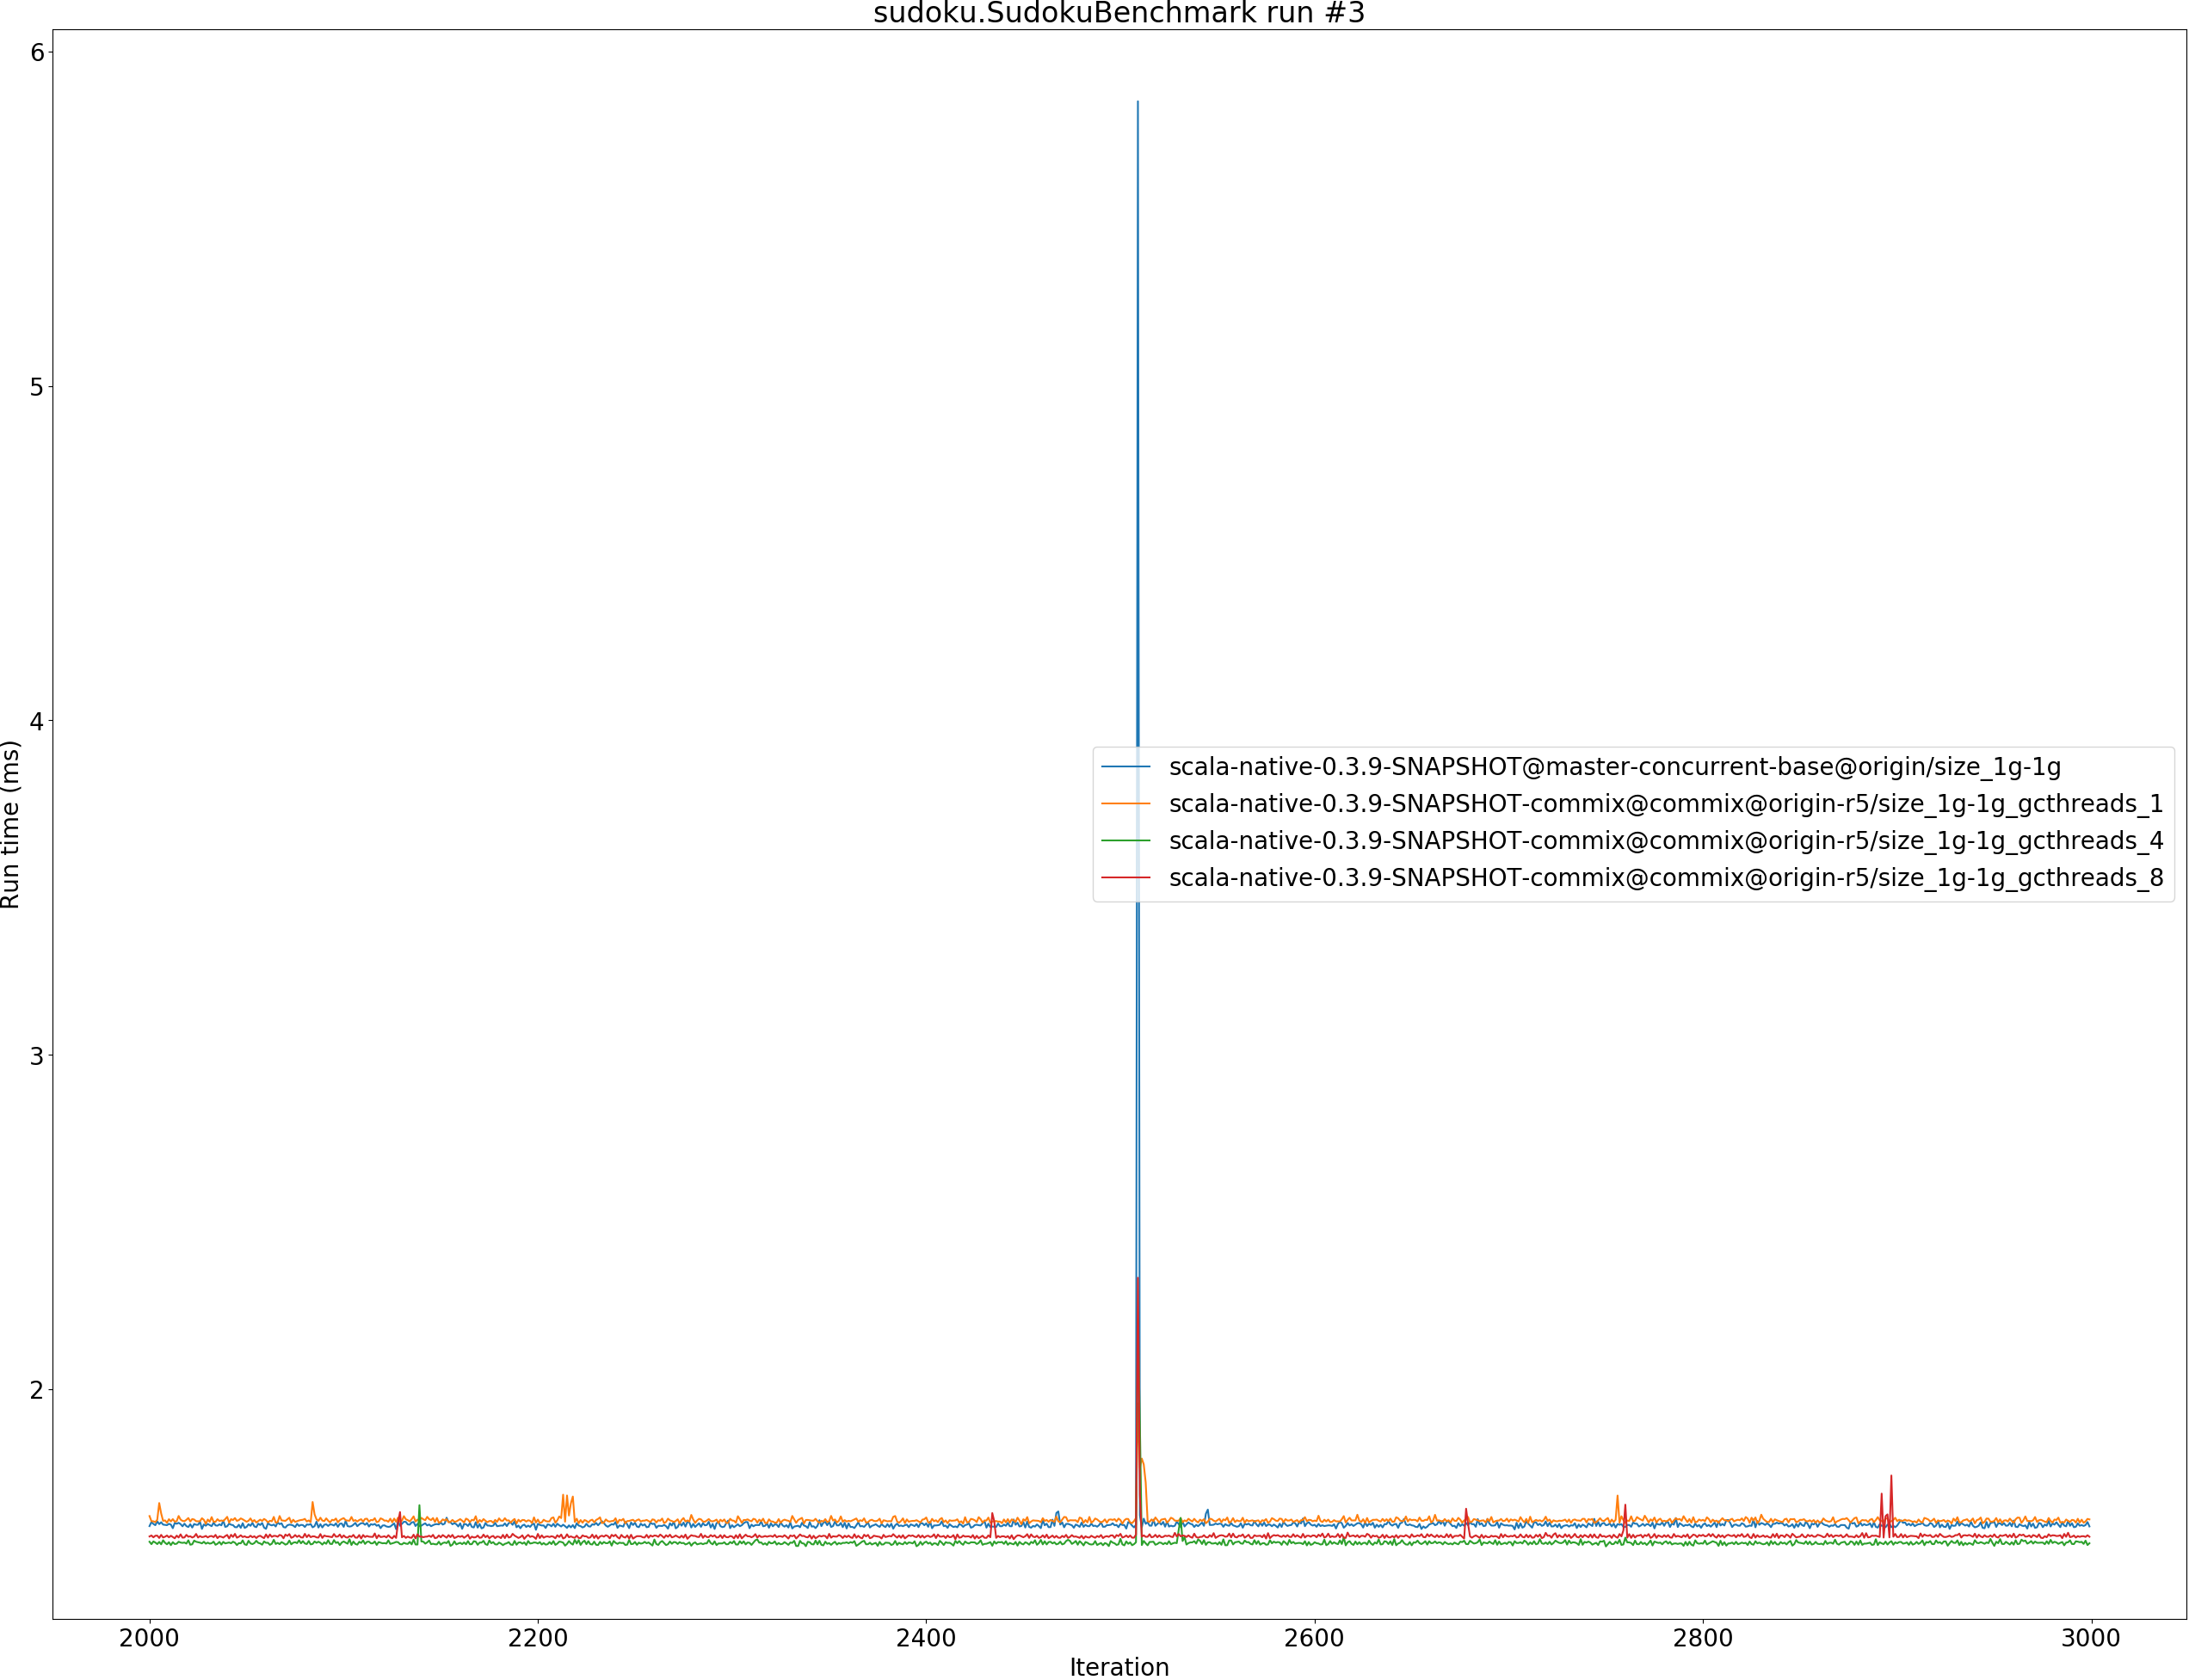 sudoku.SudokuBenchmark run #3
6
5
4
3
2
Run time (ms)
scala-native-0.3.9-SNAPSHOT@master-concurrent-base@origin/size_1g-1g
scala-native-0.3.9-SNAPSHOT-commix@commix@origin-r5/size_1g-1g_gcthreads_1
scala-native-0.3.9-SNAPSHOT-commix@commix@origin-r5/size_1g-1g_gcthreads_4
scala-native-0.3.9-SNAPSHOT-commix@commix@origin-r5/size_1g-1g_gcthreads_8
2000 2200 2400 2600 2800 3000
Iteration